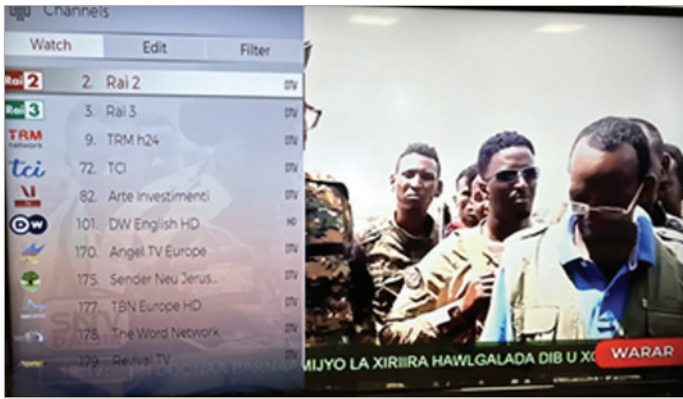 Channels
Watch Edit Filter
Rai 2 2. Rai 2 DTV
Rai 3 3. Rai 3 DTV
TRM network 9. TRM h24 DTV
tci 72. TCI DTV
82. Arte Investimenti DTV
DW 101. DW English HD HD
170. Angel TV Europe DTV
175. Sender Neu Jerus... DTV
177. TBN Europe HD DTV
178. The Word Network DTV
179. Revival TV DTV
MIJYO LA XIRIIRA HAWLGALADA DIB U XO
WARAR